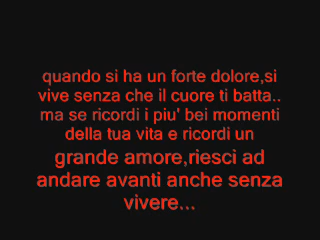 quando si ha un forte dolore,si
vive senza che il cuore ti batta..
ma se ricordi i piu' bei momenti
della tua vita e ricordi un
grande amore,riesci ad
andare avanti anche senza
vivere...